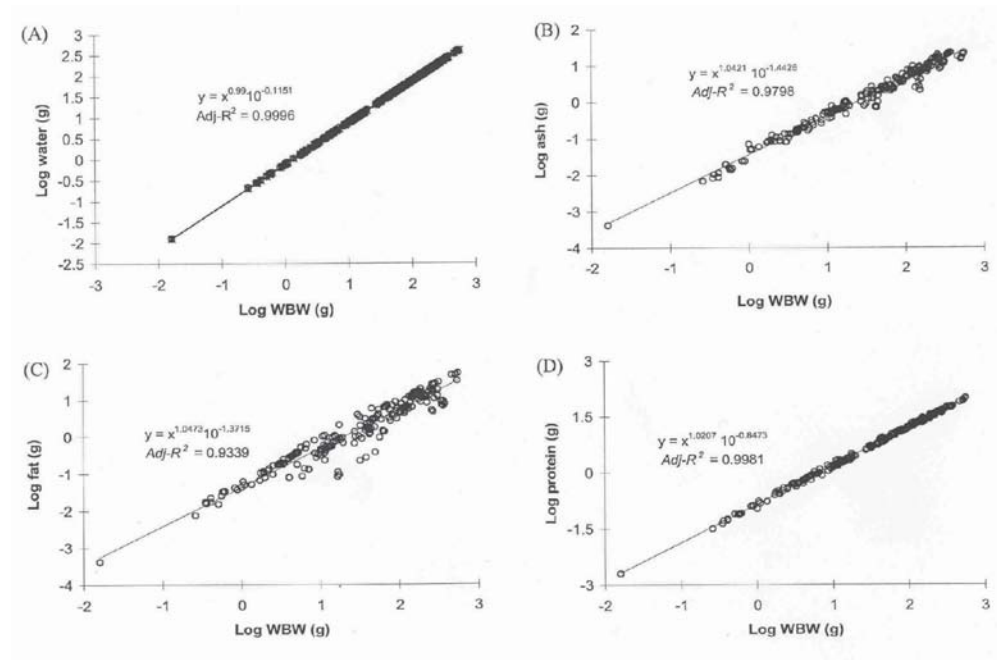 (A)
3
2.5
2
1.5
1
0.5
0
-0.5
-1
-1.5
-2
-2.5
y = x^0.99 10^-0.1151
Adj-R² = 0.9996
Log water (g)
-3 -2 -1 0 1 2 3
Log WBW (g)
(B)
2
1
0
-1
-2
-3
-4
y = x^1.0421 10^-1.4426
Adj-R² = 0.9798
Log ash (g)
-2 -1 0 1 2 3
Log WBW (g)
(C)
2
1
0
-1
-2
-3
-4
y = x^1.0473 10^-1.3715
Adj-R² = 0.9339
Log fat (g)
-2 -1 0 1 2 3
Log WBW (g)
(D)
3
1.5
0
-1.5
-3
y = x^1.0207 10^-0.8473
Adj-R² = 0.9981
Log protein (g)
-2 -1 0 1 2 3
Log WBW (g)